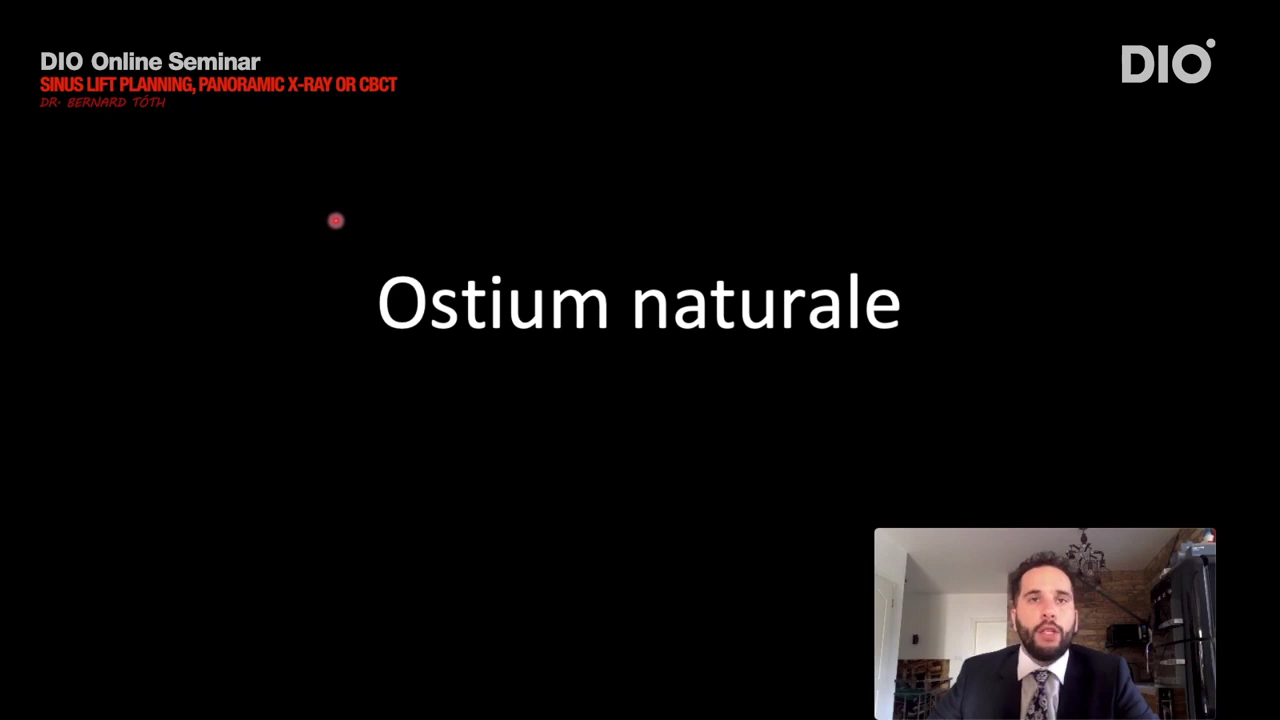 DIO Online Seminar
SINUS LIFT PLANNING, PANORAMIC X-RAY OR CBCT
DR. BERNARD TÓTH
DIO
Ostium naturale